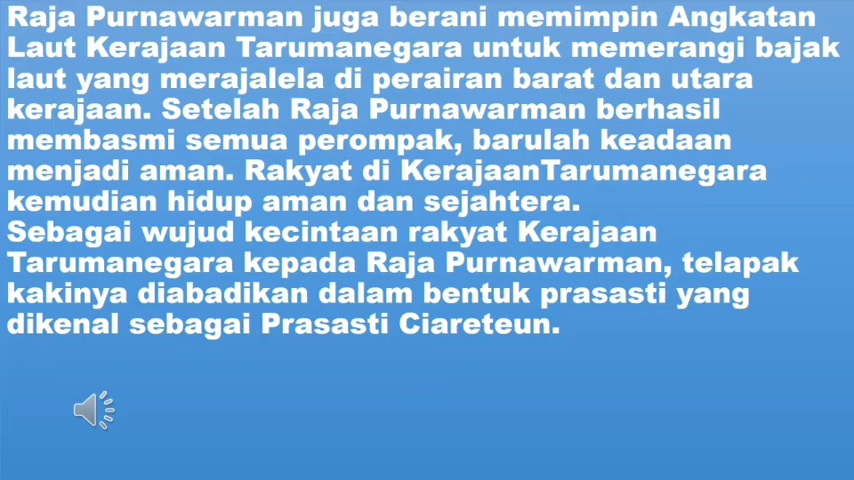 Raja Purnawarman juga berani memimpin Angkatan
Laut Kerajaan Tarumanegara untuk memerangi bajak
laut yang merajalela di perairan barat dan utara
kerajaan. Setelah Raja Purnawarman berhasil
membasmi semua perompak, barulah keadaan
menjadi aman. Rakyat di KerajaanTarumanegara
kemudian hidup aman dan sejahtera.
Sebagai wujud kecintaan rakyat Kerajaan
Tarumanegara kepada Raja Purnawarman, telapak
kakinya diabadikan dalam bentuk prasasti yang
dikenal sebagai Prasasti Ciareteun.